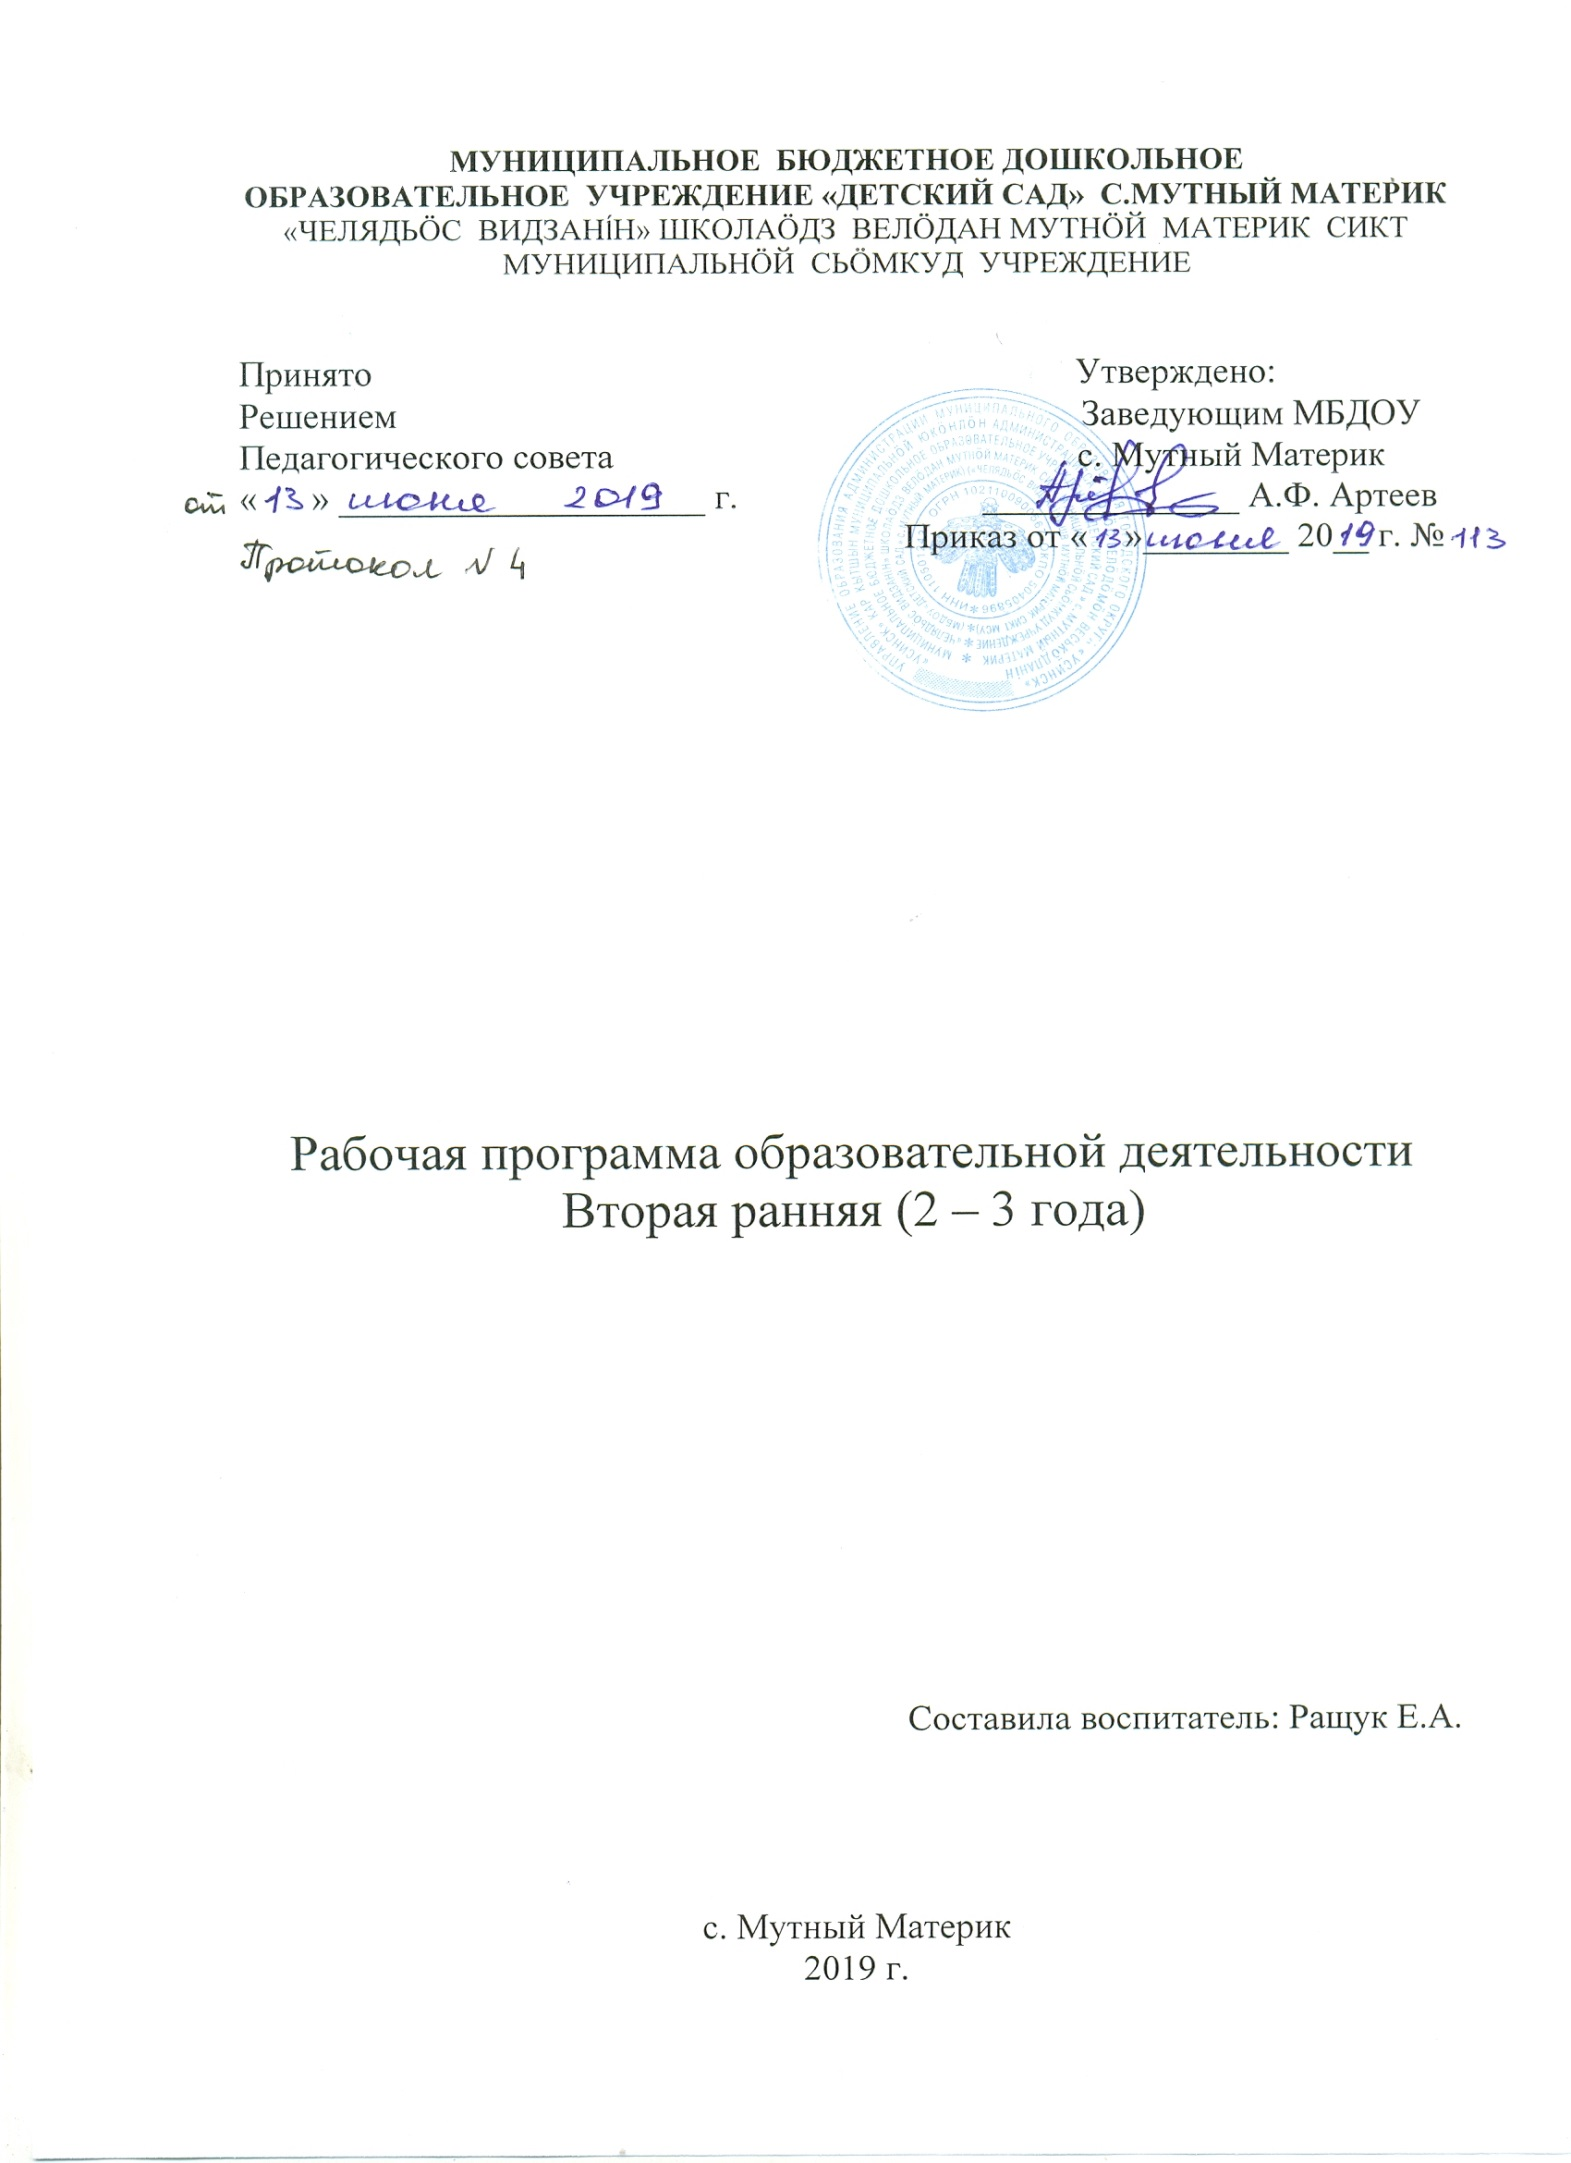 МУНИЦИПАЛЬНОЕ БЮДЖЕТНОЕ ДОШКОЛЬНОЕ
ОБРАЗОВАТЕЛЬНОЕ УЧРЕЖДЕНИЕ «ДЕТСКИЙ САД» С.МУТНЫЙ МАТЕРИК
«ЧЕЛЯДЬÖС ВИДЗАНÍН» ШКОЛАÖДЗ ВЕЛÖДАН МУТНÖЙ МАТЕРИК СИКТ
МУНИЦИПАЛЬНÖЙ СЬÖМКУД УЧРЕЖДЕНИЕ
Принято
Решением
Педагогического совета
от «13» июня 2019 г.
Протокол N 4
Утверждено:
Заведующим МБДОУ
с. Мутный Материк
А.Ф. Артеев
Приказ от «13» июня 2019 г. № 113
Рабочая программа образовательной деятельности
Вторая ранняя (2 – 3 года)
Составила воспитатель: Ращук Е.А.
с. Мутный Материк
2019 г.